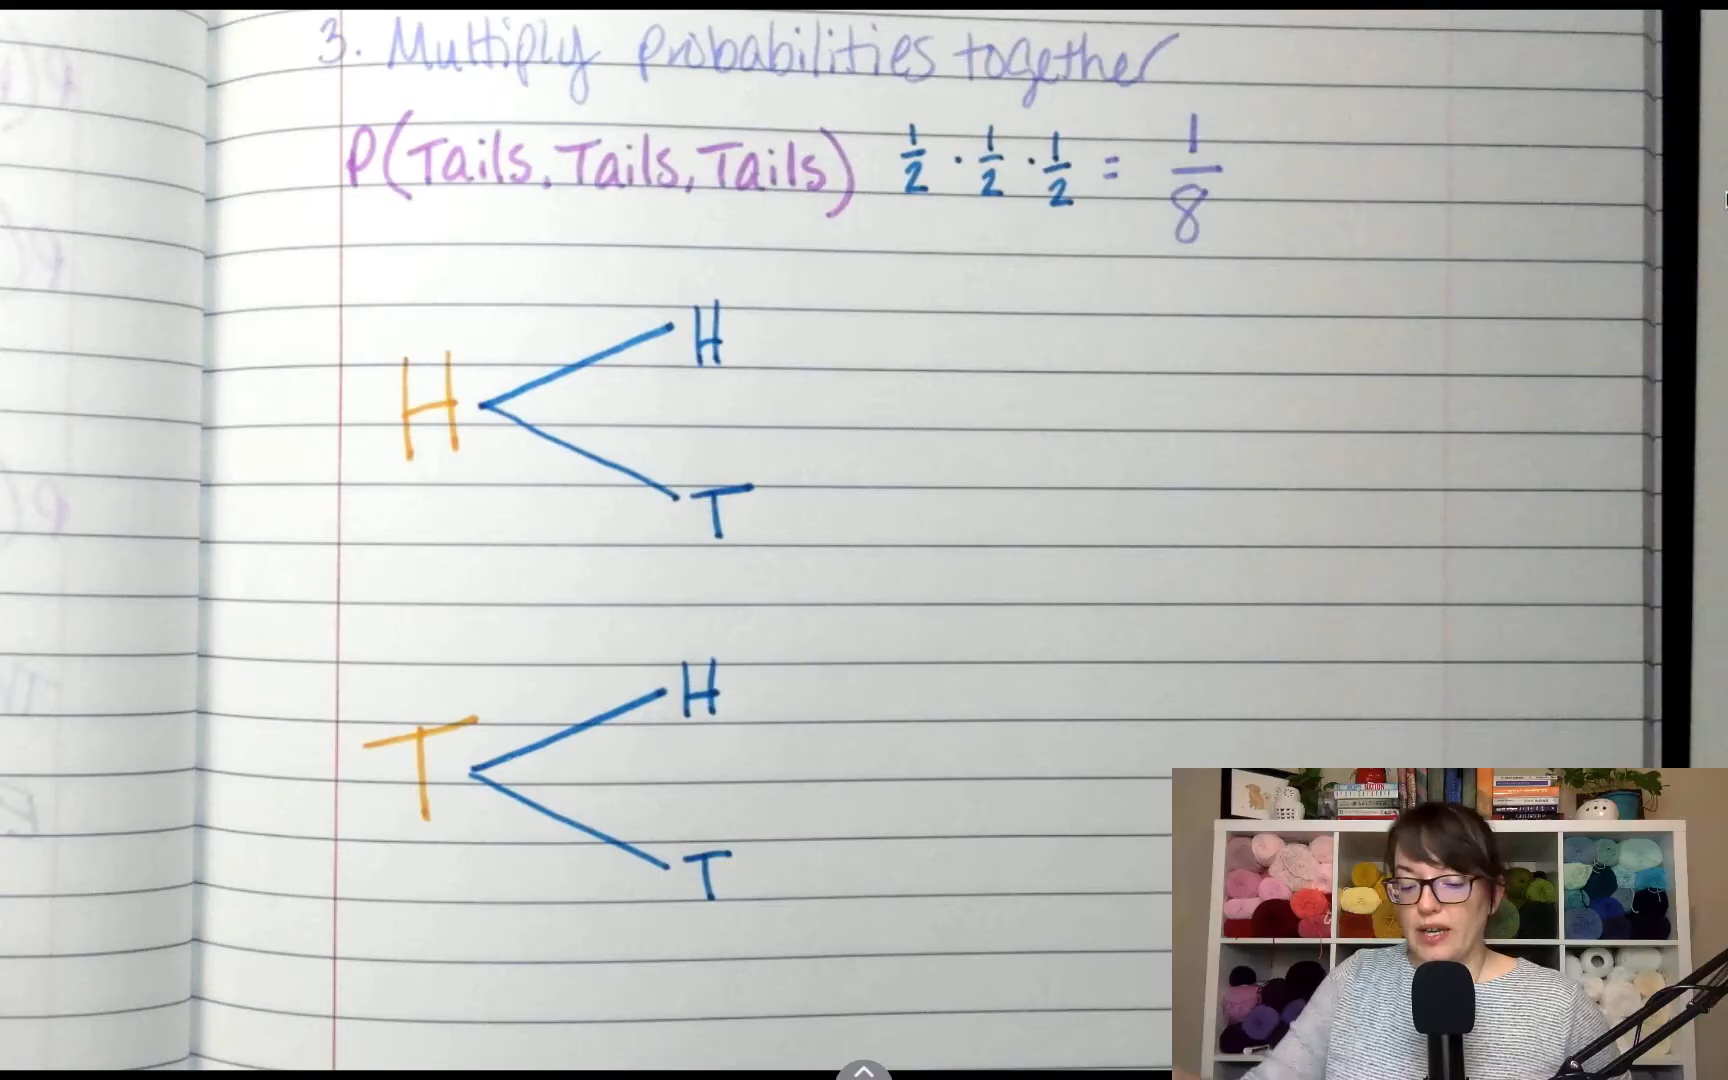 3. Multiply probabilities together
P(Tails, Tails, Tails) 1/2 · 1/2 · 1/2 = 1/8
H
H
T
H
T
T